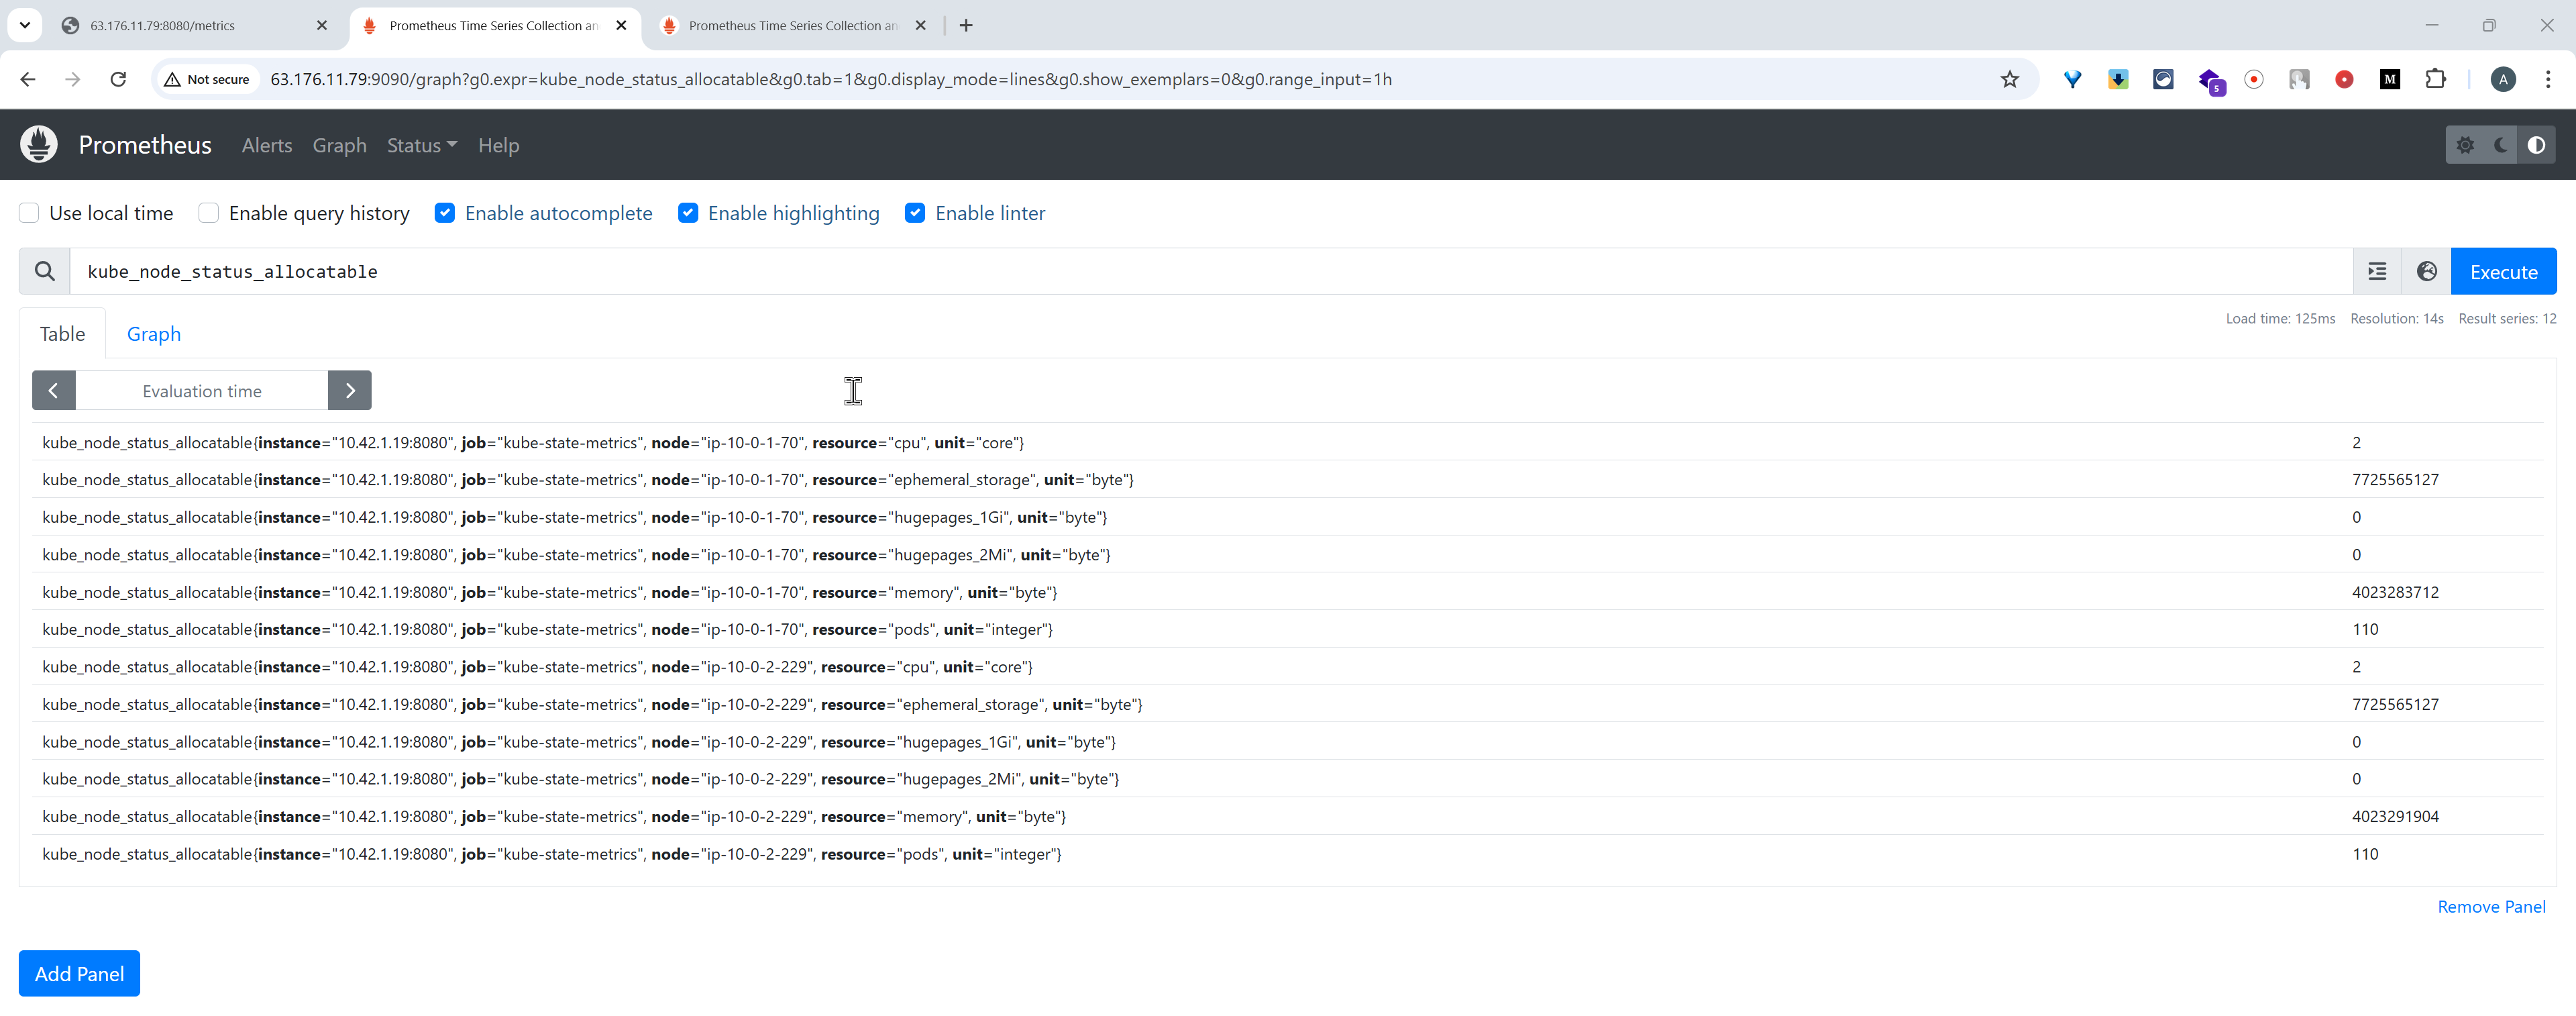 63.176.11.79:8080/metrics
Prometheus Time Series Collection an
Prometheus Time Series Collection an
Not secure
63.176.11.79:9090/graph?g0.expr=kube_node_status_allocatable&g0.tab=1&g0.display_mode=lines&g0.show_exemplars=0&g0.range_input=1h
5
M
A
Prometheus Alerts Graph Status Help
Use local time Enable query history Enable autocomplete Enable highlighting Enable linter
kube_node_status_allocatable Execute
Table Graph Load time: 125ms Resolution: 14s Result series: 12
Evaluation time
kube_node_status_allocatable{instance="10.42.1.19:8080", job="kube-state-metrics", node="ip-10-0-1-70", resource="cpu", unit="core"} 2
kube_node_status_allocatable{instance="10.42.1.19:8080", job="kube-state-metrics", node="ip-10-0-1-70", resource="ephemeral_storage", unit="byte"} 7725565127
kube_node_status_allocatable{instance="10.42.1.19:8080", job="kube-state-metrics", node="ip-10-0-1-70", resource="hugepages_1Gi", unit="byte"} 0
kube_node_status_allocatable{instance="10.42.1.19:8080", job="kube-state-metrics", node="ip-10-0-1-70", resource="hugepages_2Mi", unit="byte"} 0
kube_node_status_allocatable{instance="10.42.1.19:8080", job="kube-state-metrics", node="ip-10-0-1-70", resource="memory", unit="byte"} 4023283712
kube_node_status_allocatable{instance="10.42.1.19:8080", job="kube-state-metrics", node="ip-10-0-1-70", resource="pods", unit="integer"} 110
kube_node_status_allocatable{instance="10.42.1.19:8080", job="kube-state-metrics", node="ip-10-0-2-229", resource="cpu", unit="core"} 2
kube_node_status_allocatable{instance="10.42.1.19:8080", job="kube-state-metrics", node="ip-10-0-2-229", resource="ephemeral_storage", unit="byte"} 7725565127
kube_node_status_allocatable{instance="10.42.1.19:8080", job="kube-state-metrics", node="ip-10-0-2-229", resource="hugepages_1Gi", unit="byte"} 0
kube_node_status_allocatable{instance="10.42.1.19:8080", job="kube-state-metrics", node="ip-10-0-2-229", resource="hugepages_2Mi", unit="byte"} 0
kube_node_status_allocatable{instance="10.42.1.19:8080", job="kube-state-metrics", node="ip-10-0-2-229", resource="memory", unit="byte"} 4023291904
kube_node_status_allocatable{instance="10.42.1.19:8080", job="kube-state-metrics", node="ip-10-0-2-229", resource="pods", unit="integer"} 110
Remove Panel
Add Panel